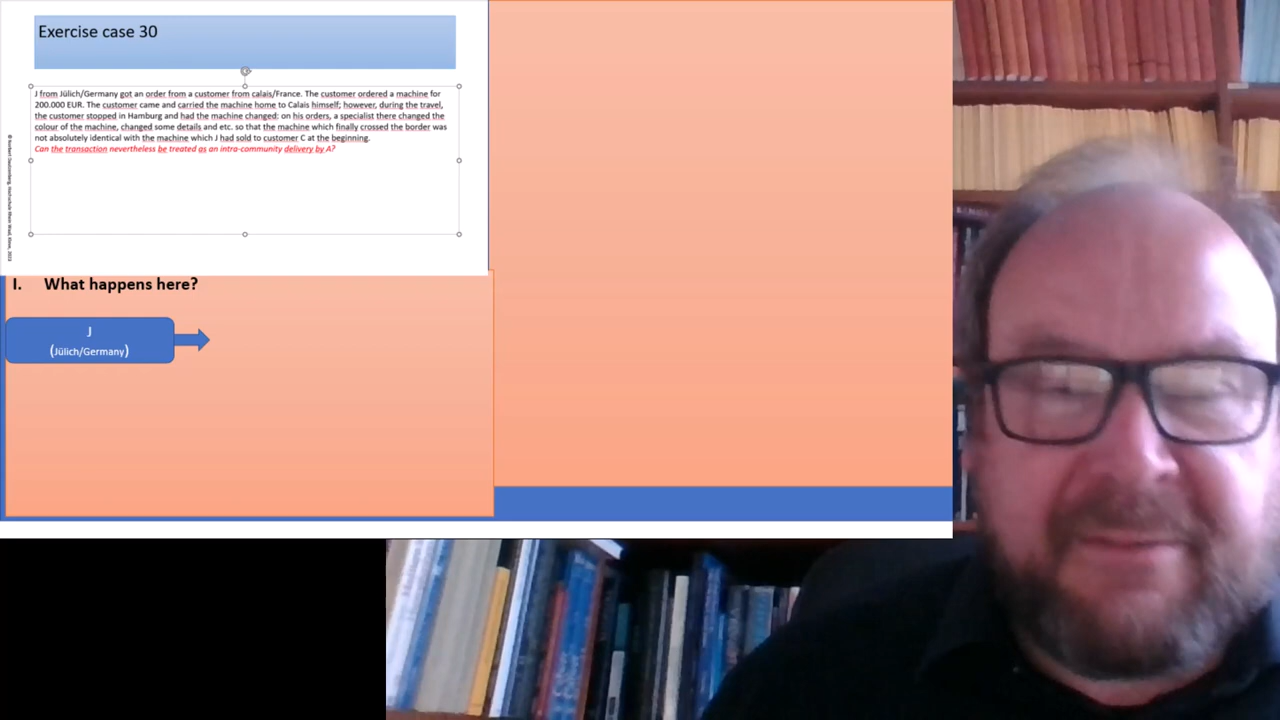 Exercise case 30
J from Jülich/Germany got an order from a customer from calais/France. The customer ordered a machine for
200.000 EUR. The customer came and carried the machine home to Calais himself; however, during the travel,
the customer stopped in Hamburg and had the machine changed: on his orders, a specialist there changed the
colour of the machine, changed some details and etc. so that the machine which finally crossed the border was
not absolutely identical with the machine which J had sold to customer C at the beginning.
Can the transaction nevertheless be treated as an intra-community delivery by A?
I. What happens here?
J
(Jülich/Germany)